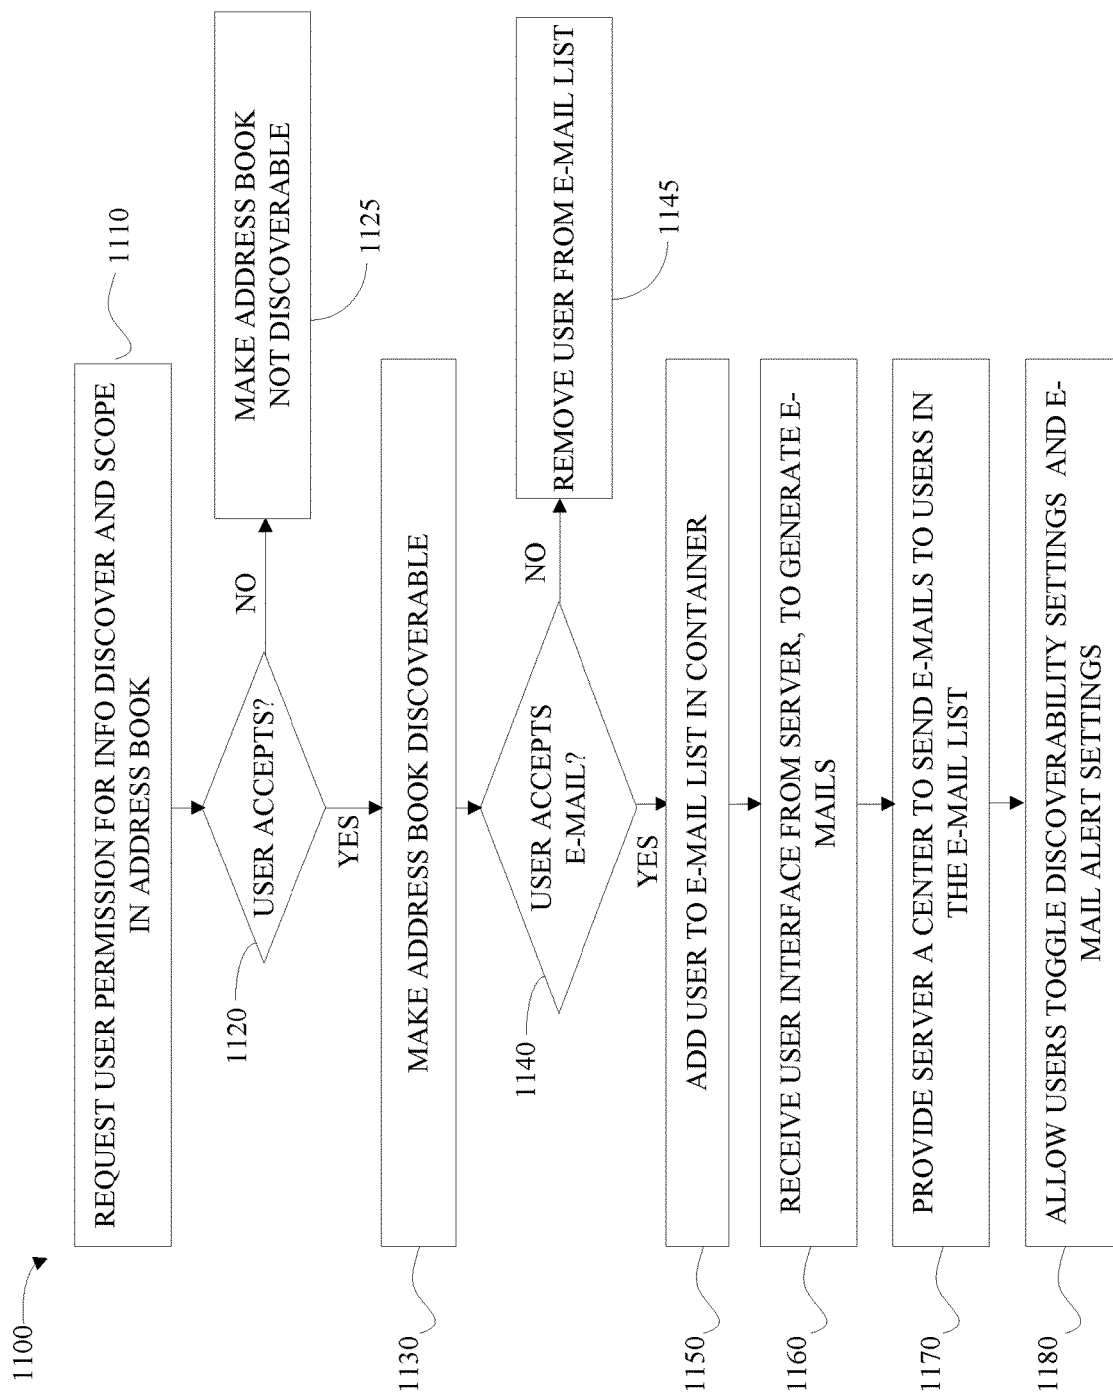 1100
REQUEST USER PERMISSION FOR INFO DISCOVER AND SCOPE
IN ADDRESS BOOK
1110
USER ACCEPTS?
1120
NO
MAKE ADDRESS BOOK
NOT DISCOVERABLE
1125
YES
MAKE ADDRESS BOOK DISCOVERABLE
1130
USER ACCEPTS
E-MAIL?
1140
NO
REMOVE USER FROM E-MAIL LIST
1145
YES
ADD USER TO E-MAIL LIST IN CONTAINER
1150
RECEIVE USER INTERFACE FROM SERVER, TO GENERATE E-
MAILS
1160
PROVIDE SERVER A CENTER TO SEND E-MAILS TO USERS IN
THE E-MAIL LIST
1170
ALLOW USERS TOGGLE DISCOVERABILITY SETTINGS AND E-
MAIL ALERT SETTINGS
1180